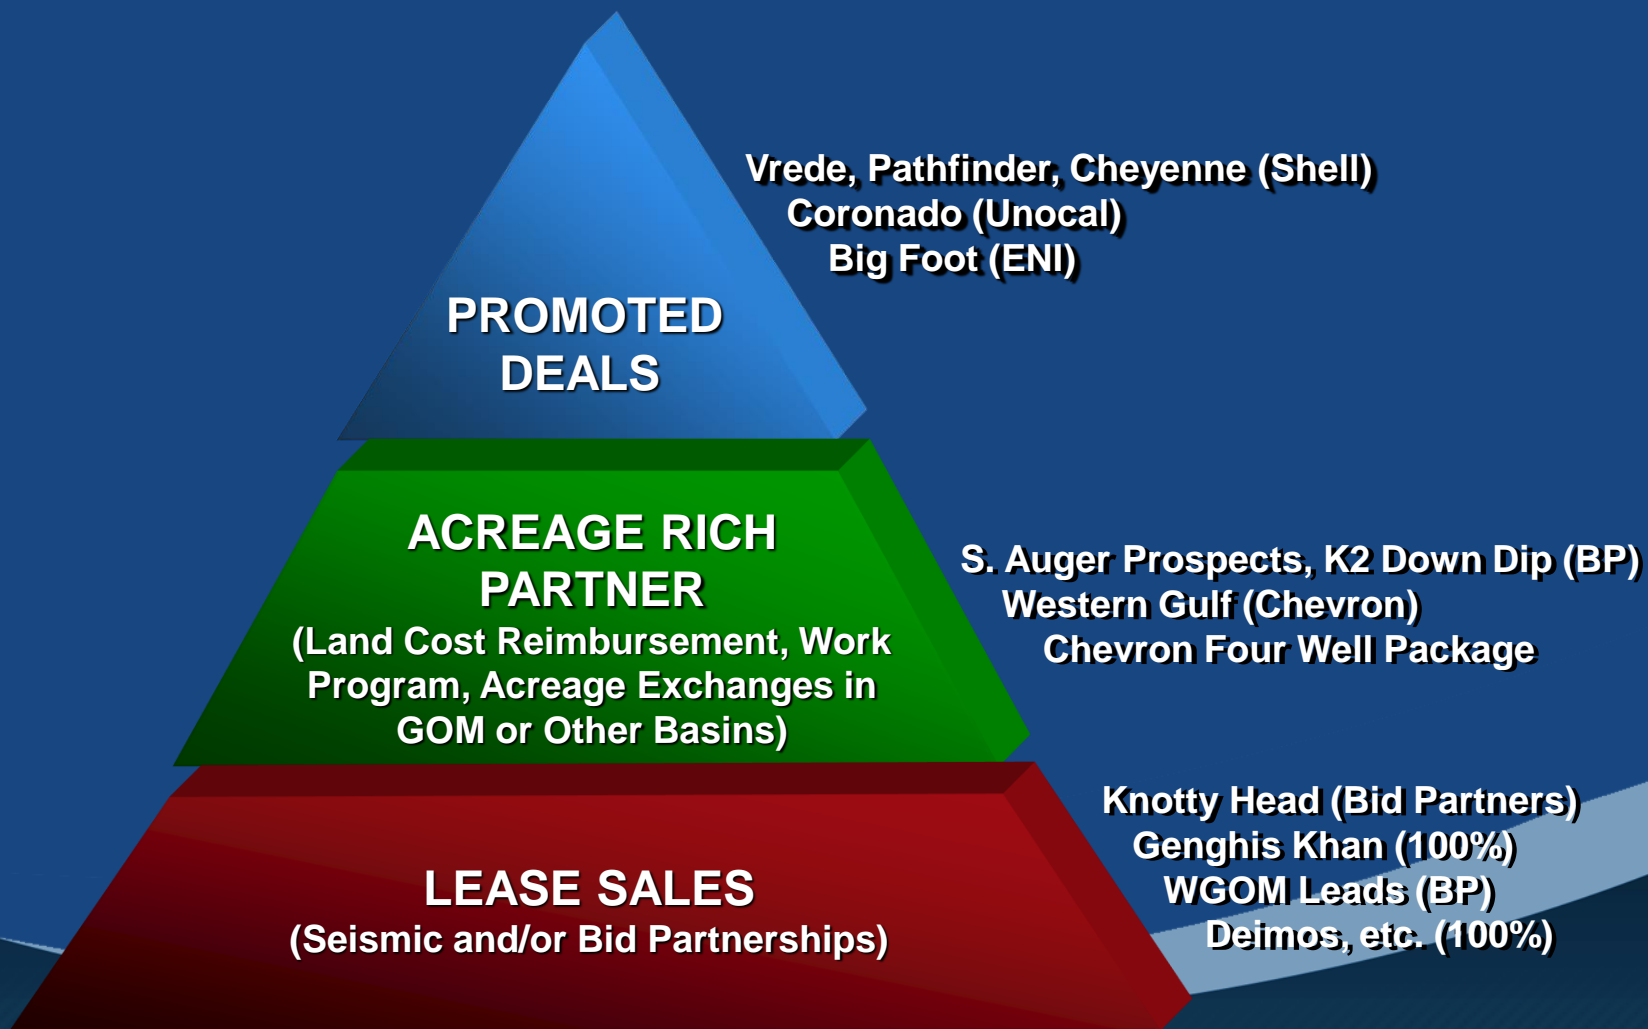 Vrede, Pathfinder, Cheyenne (Shell)
Coronado (Unocal)
Big Foot (ENI)
PROMOTED
DEALS
ACREAGE RICH
PARTNER
(Land Cost Reimbursement, Work
Program, Acreage Exchanges in
GOM or Other Basins)
S. Auger Prospects, K2 Down Dip (BP)
Western Gulf (Chevron)
Chevron Four Well Package
Knotty Head (Bid Partners)
Genghis Khan (100%)
WGOM Leads (BP)
Deimos, etc. (100%)
LEASE SALES
(Seismic and/or Bid Partnerships)